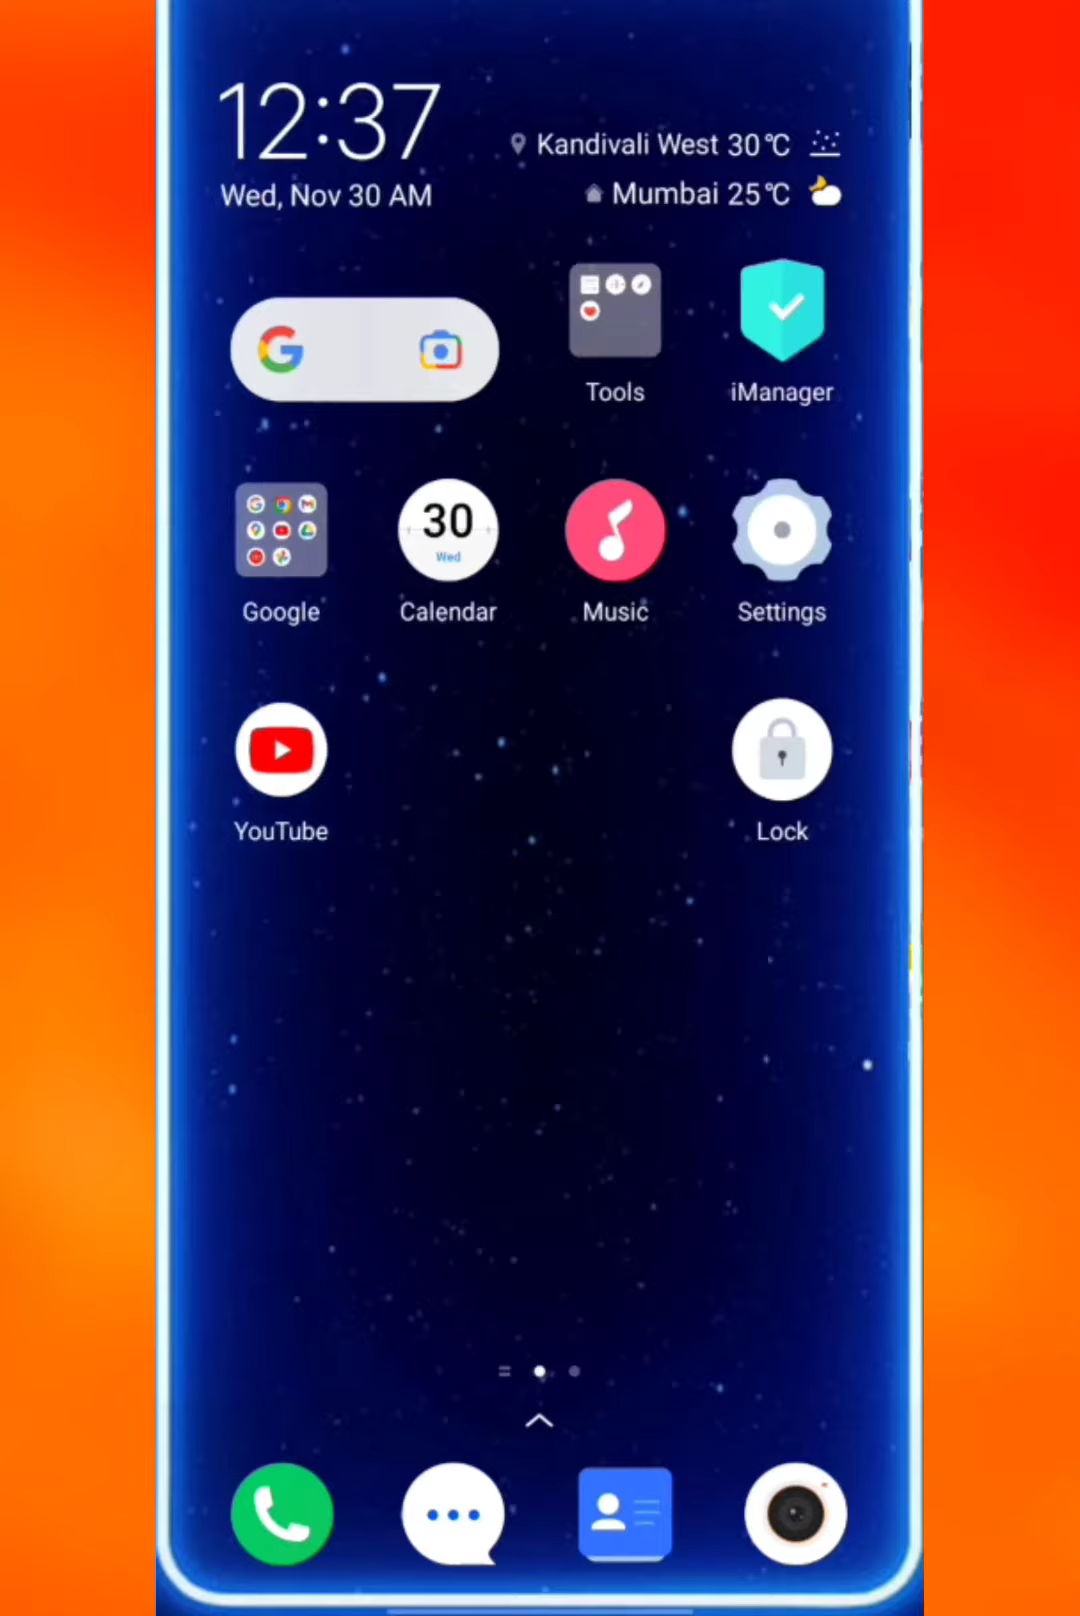 12:37
Wed, Nov 30 AM
Kandivali West 30°C
Mumbai 25°C
Tools
iManager
30
Wed
Google
Calendar
Music
Settings
YouTube
Lock